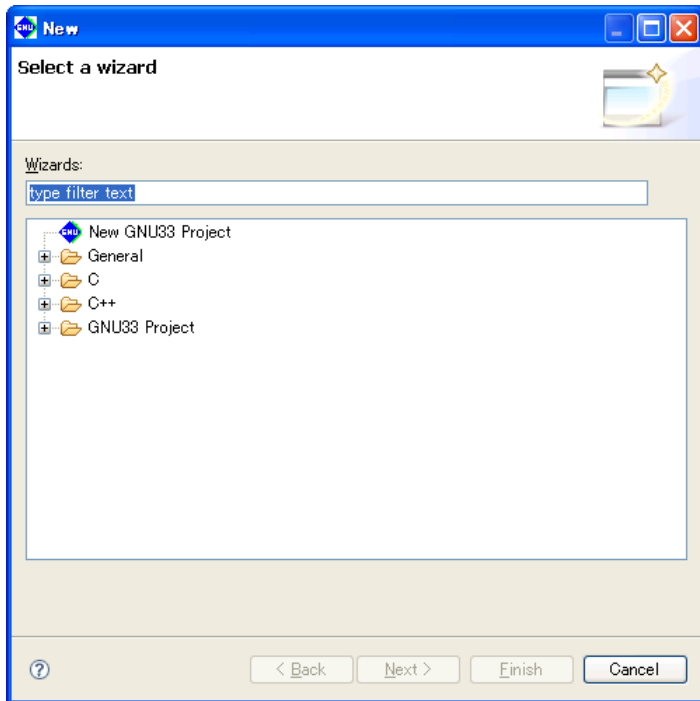 New
Select a wizard
Wizards:
type filter text
New GNU33 Project
General
C
C++
GNU33 Project
< Back Next > Finish Cancel